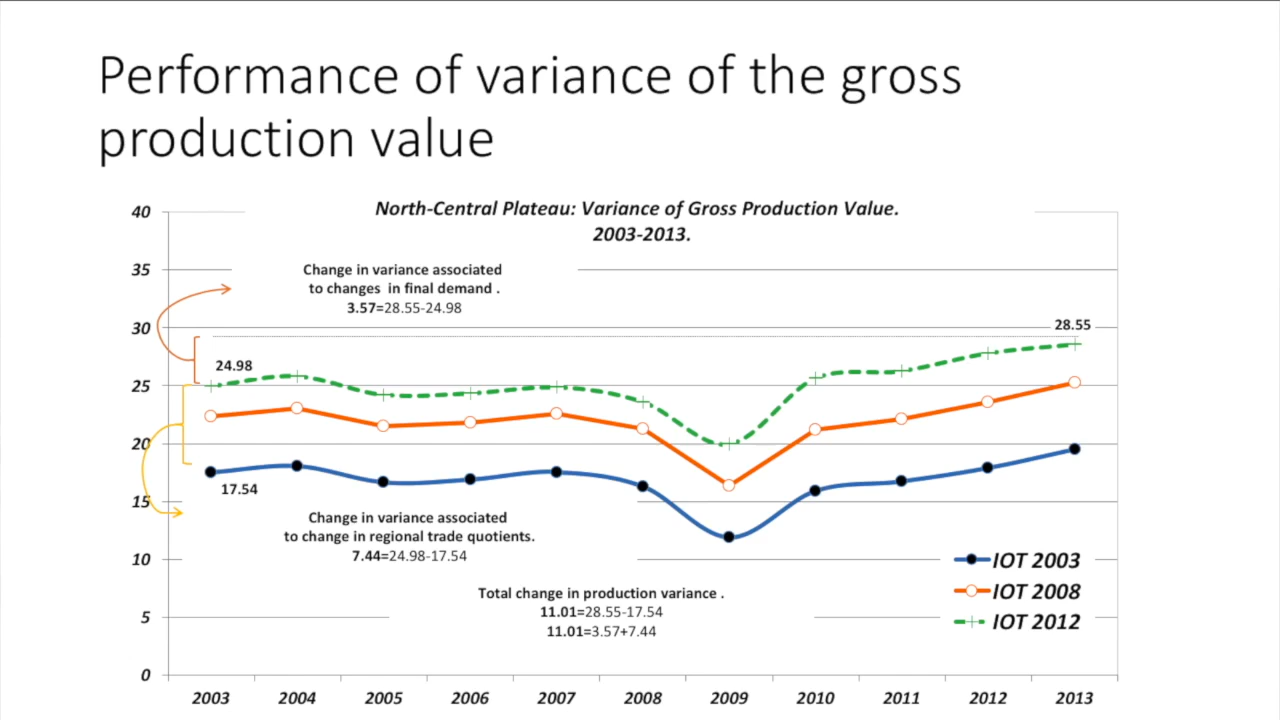 Performance of variance of the gross
production value
North-Central Plateau: Variance of Gross Production Value.
2003-2013.
40
35
30
25
20
15
10
5
0
Change in variance associated
to changes in final demand .
3.57=28.55-24.98
28.55
24.98
17.54
Change in variance associated
to change in regional trade quotients.
7.44=24.98-17.54
Total change in production variance .
11.01=28.55-17.54
11.01=3.57+7.44
IOT 2003
IOT 2008
IOT 2012
2003 2004 2005 2006 2007 2008 2009 2010 2011 2012 2013